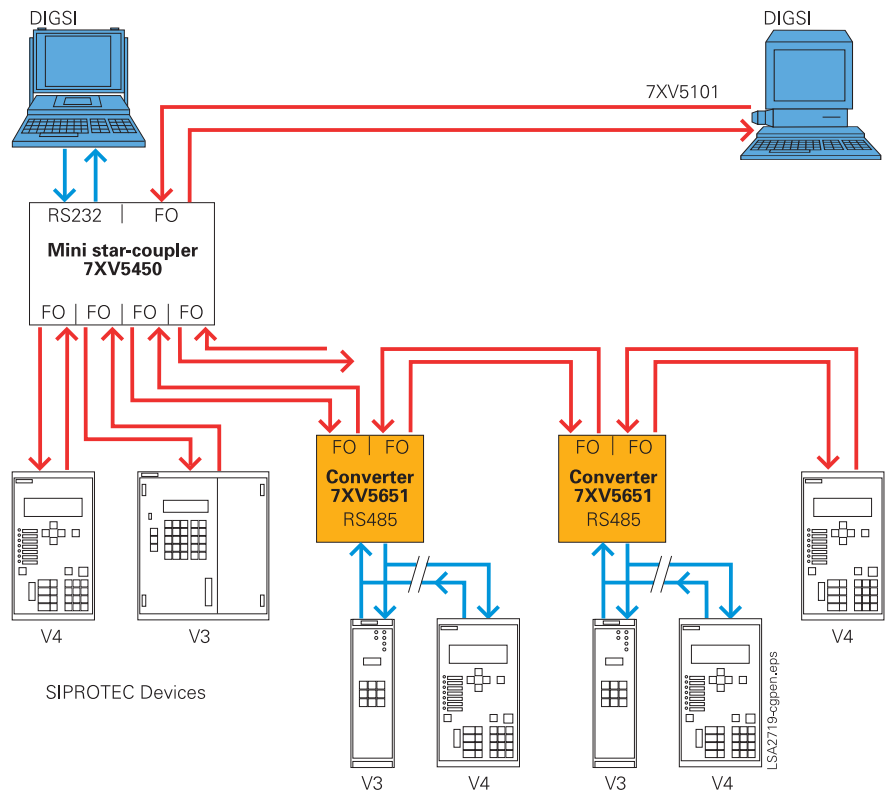 DIGSI
DIGSI
7XV5101
RS232 | FO
Mini star-coupler
7XV5450
FO | FO | FO | FO
FO | FO
Converter
7XV5651
RS485
FO | FO
Converter
7XV5651
RS485
V4
V3
V4
SIPROTEC Devices
V3
V4
V3
V4
LSA2719-cgpen.eps